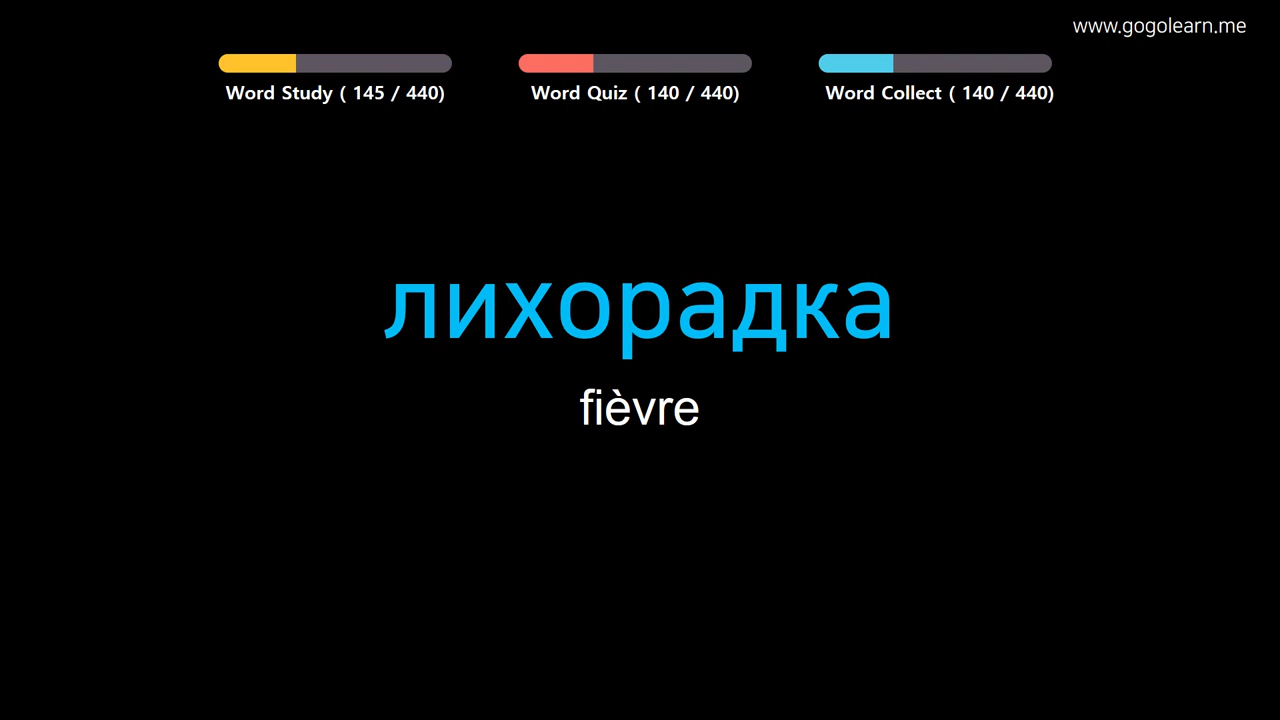 www.gogolearn.me
Word Study ( 145 / 440)
Word Quiz ( 140 / 440)
Word Collect ( 140 / 440)
лихорадка
fièvre